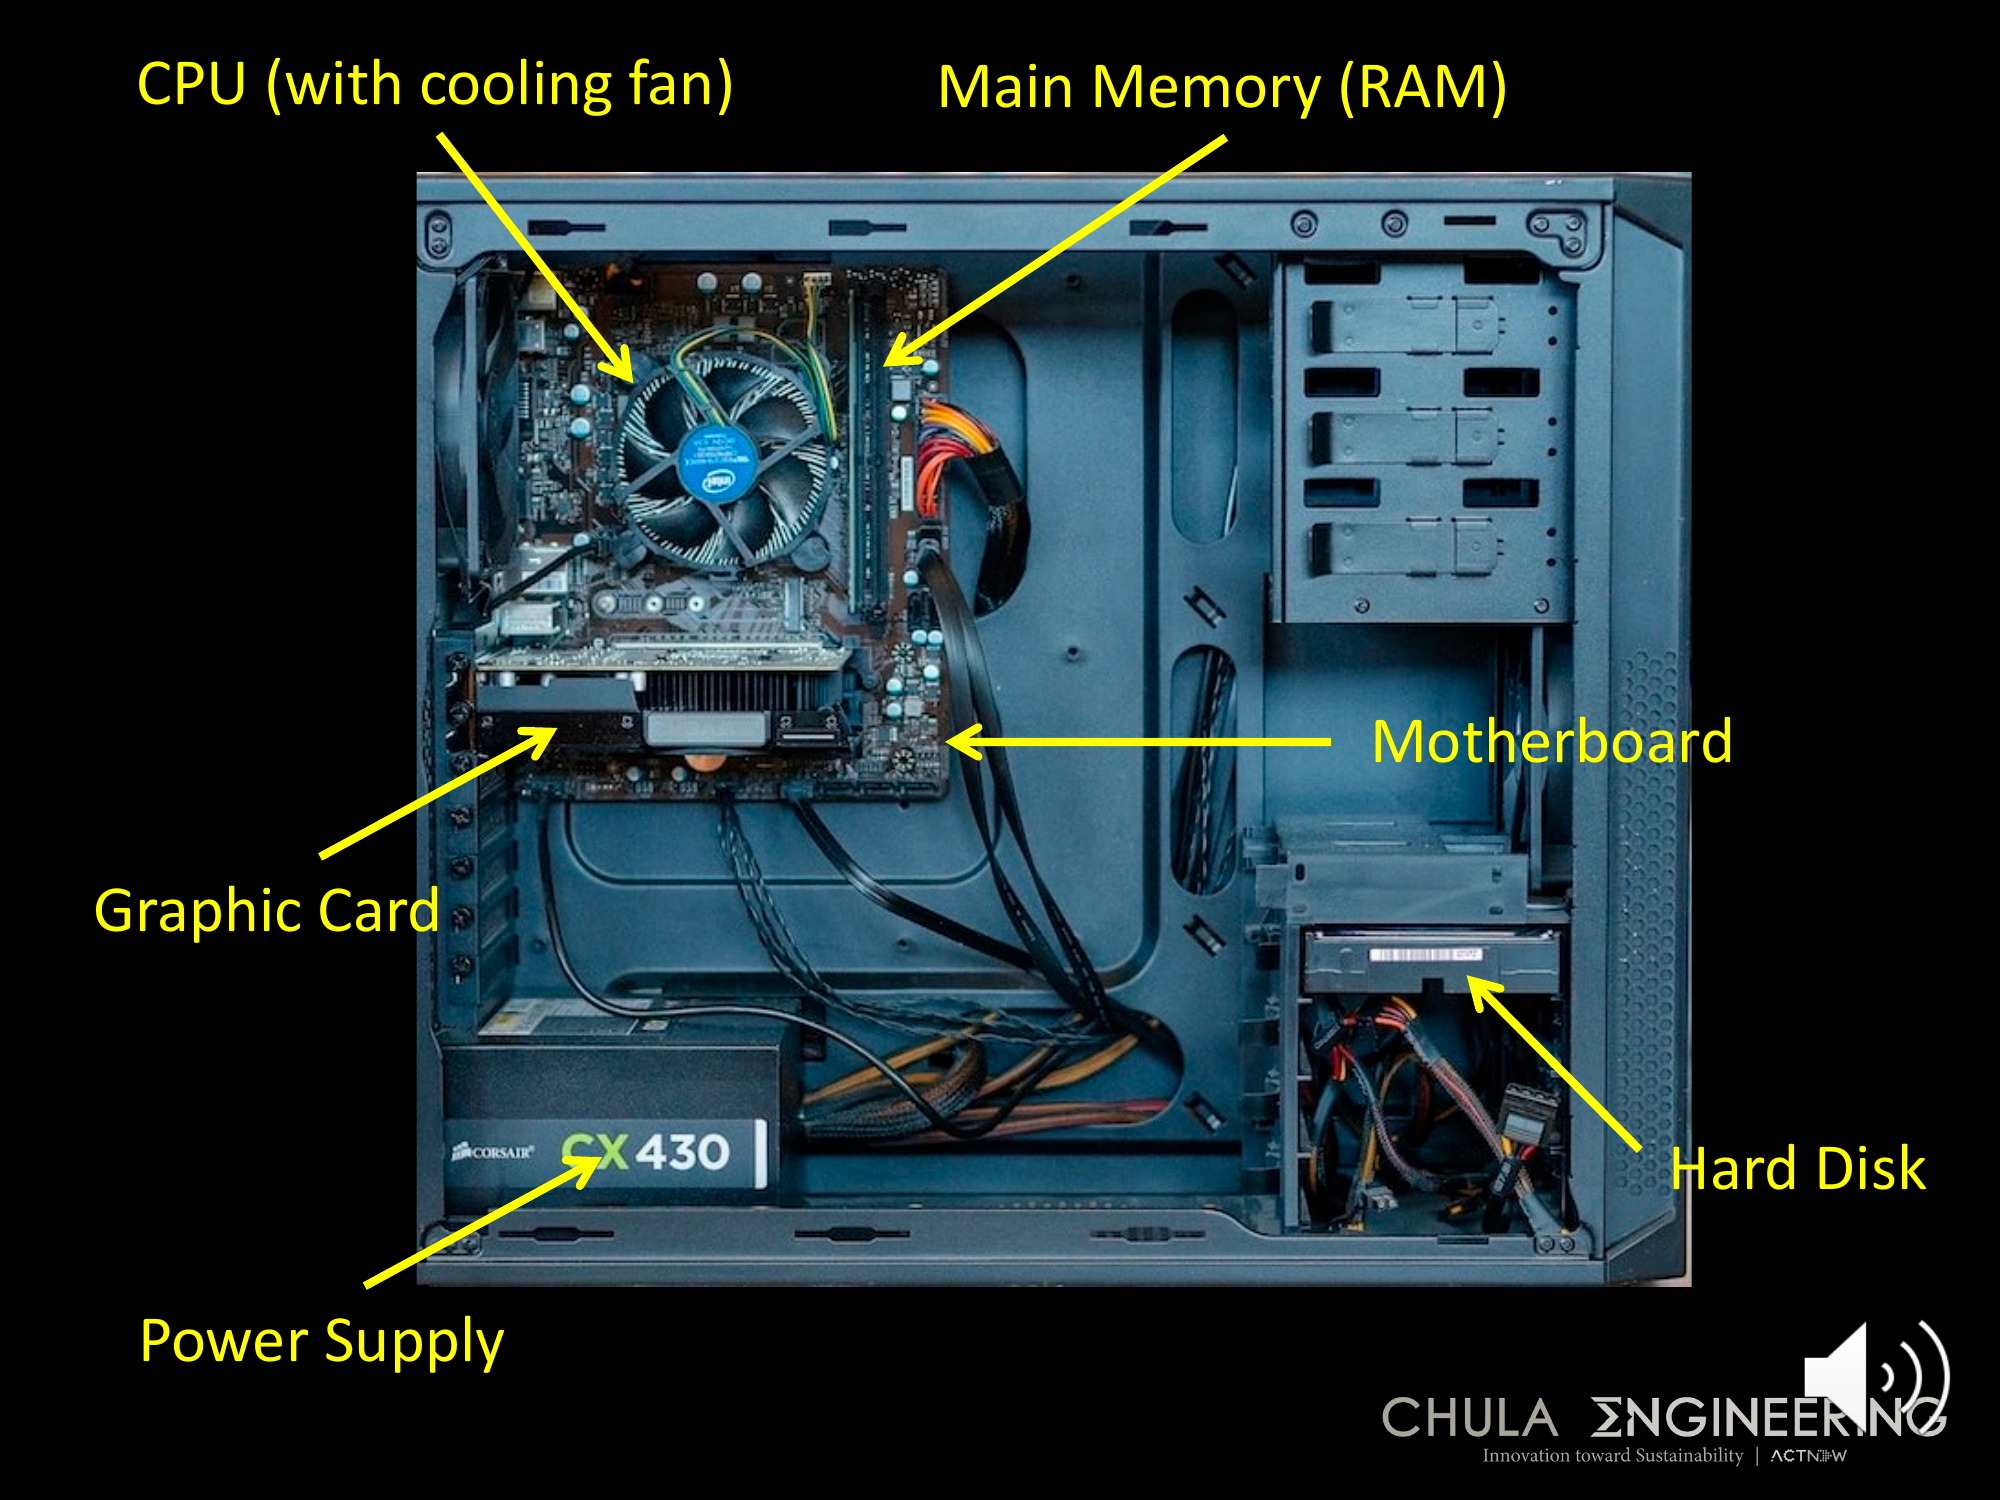 CPU (with cooling fan)
Main Memory (RAM)
intel
Motherboard
Graphic Card
CORSAIR
CX430
Hard Disk
Power Supply
CHULA ΣNGINEERING
Innovation toward Sustainability | ACTNOW